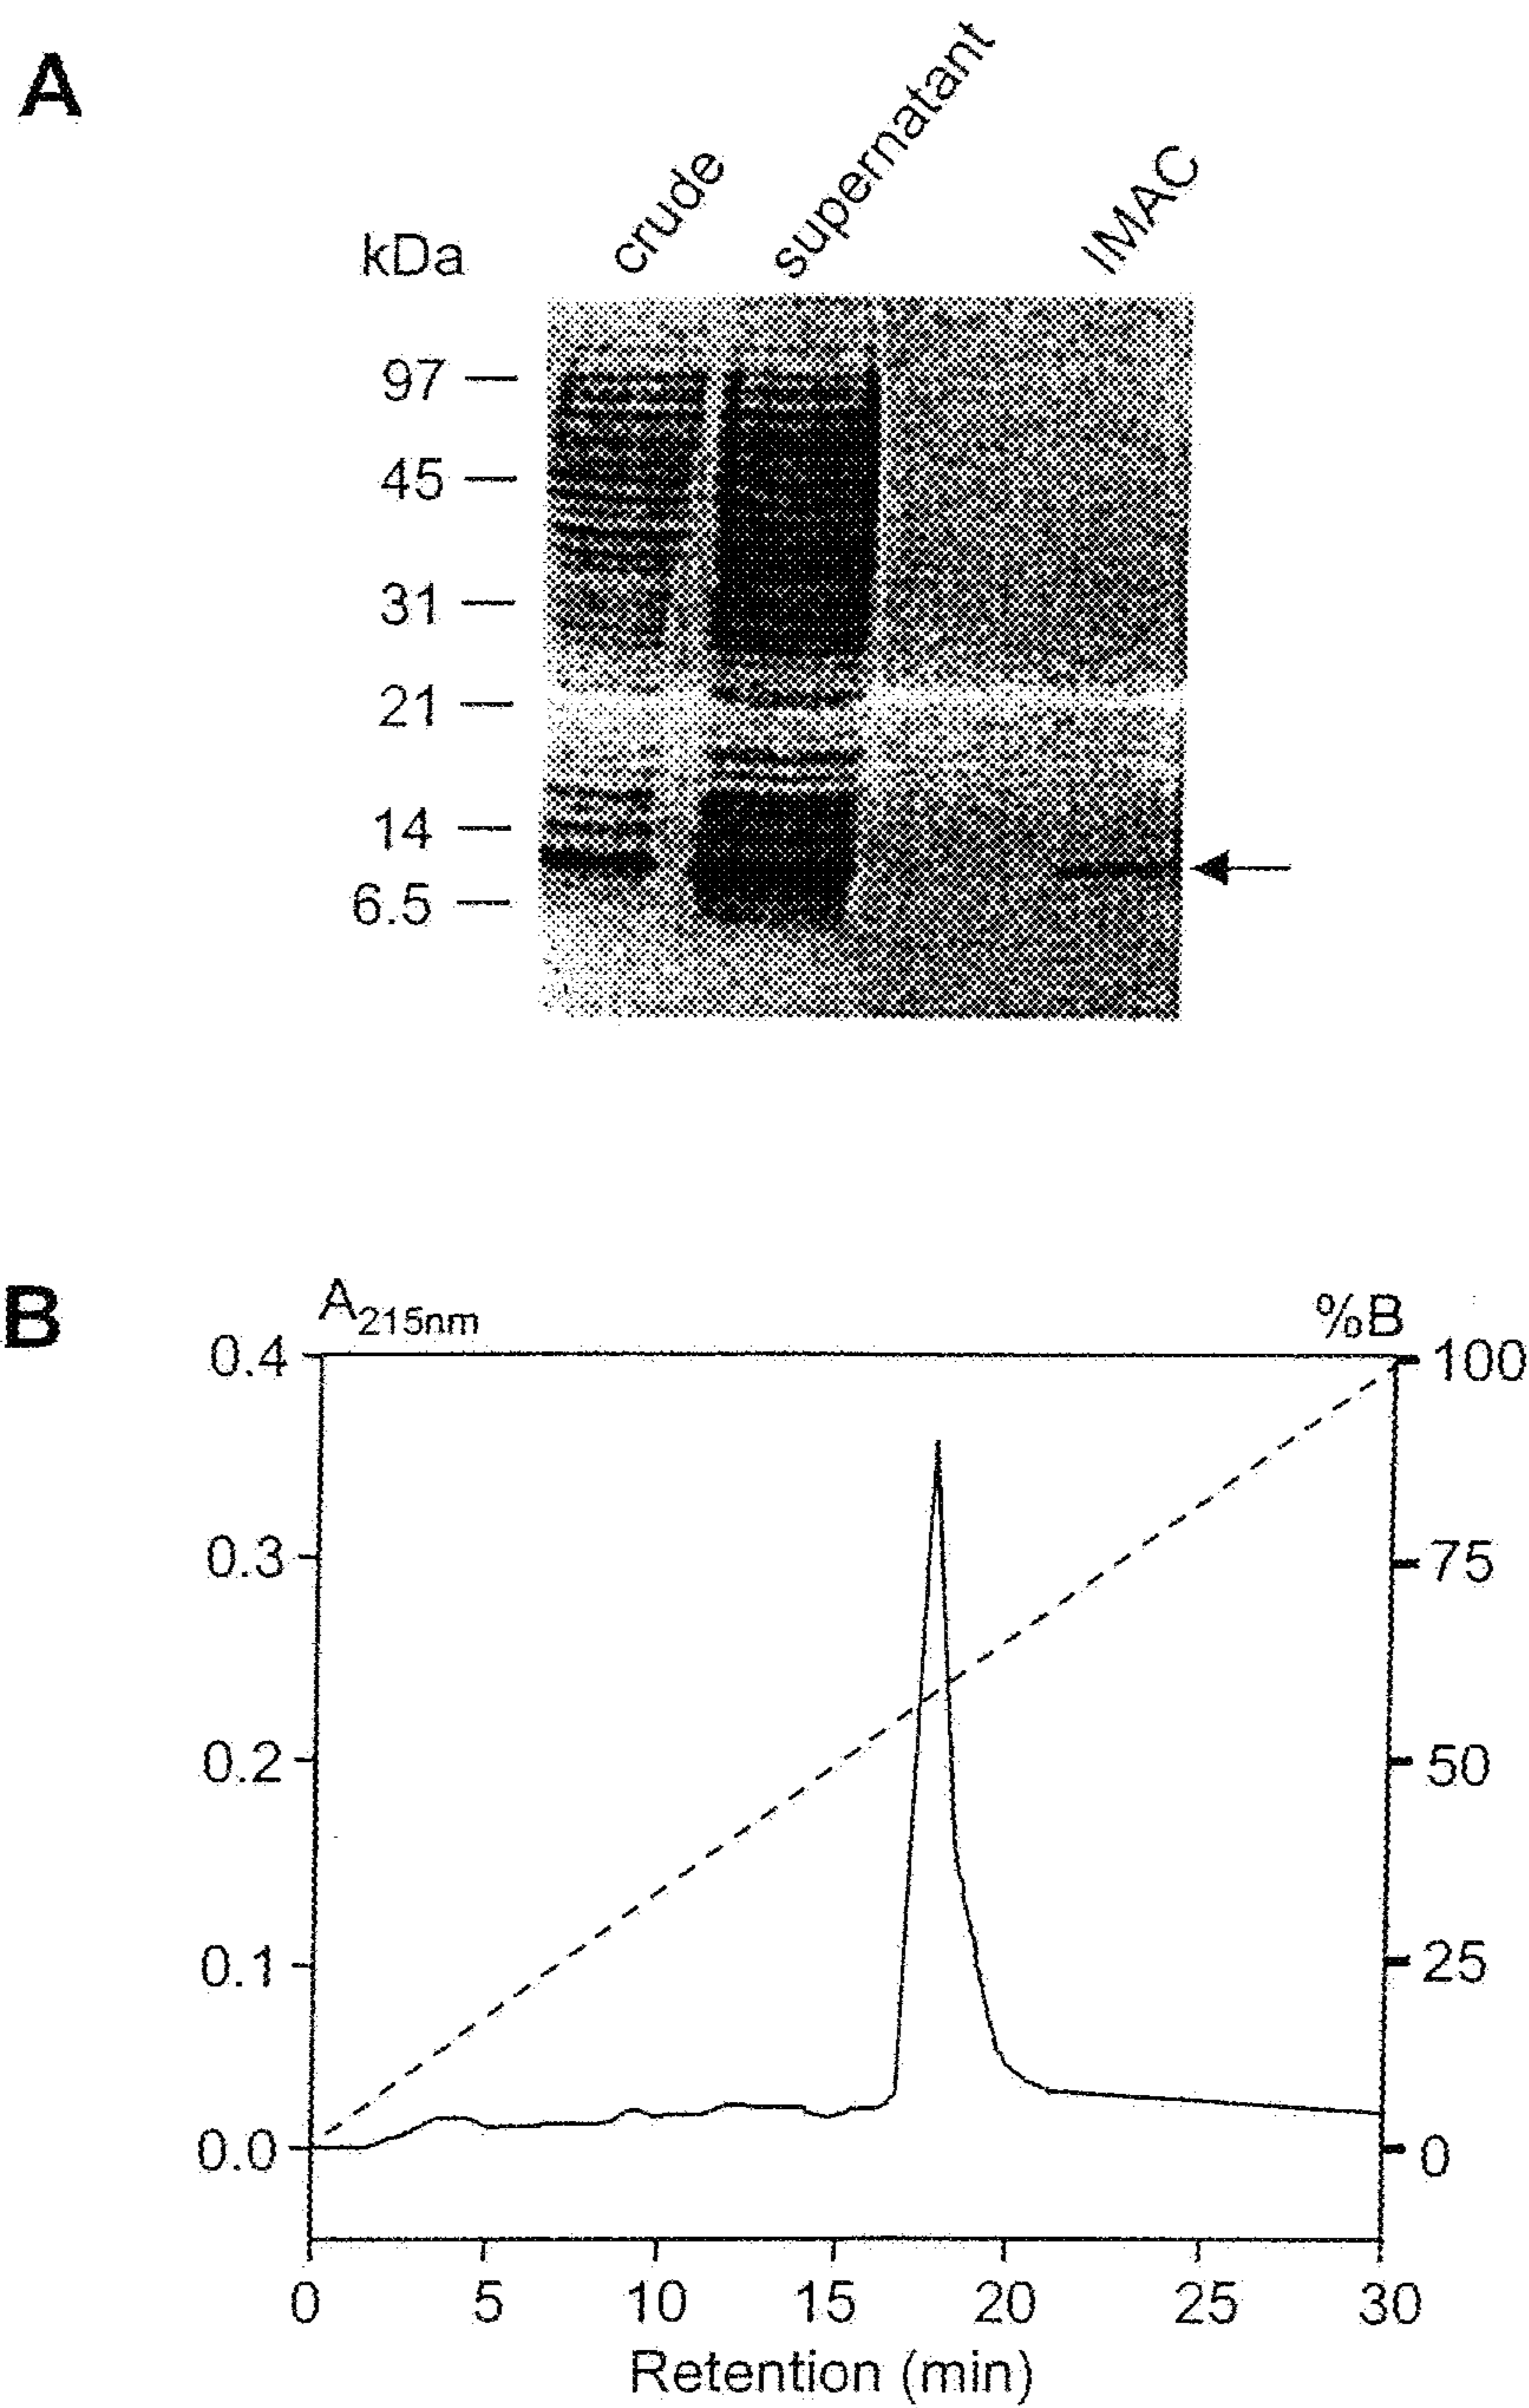 A
kDa
crude
supernatant
IMAC
97
45
31
21
14
6.5
B
A215nm
%B
0.4
0.3
0.2
0.1
0.0
100
75
50
25
0
0 5 10 15 20 25 30
Retention (min)